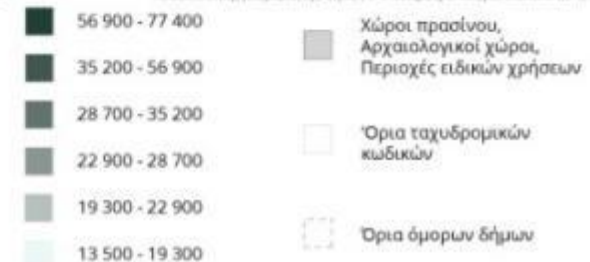 56 900 - 77 400
35 200 - 56 900
28 700 - 35 200
22 900 - 28 700
19 300 - 22 900
13 500 - 19 300
Χώροι πρασίνου,
Αρχαιολογικοί χώροι,
Περιοχές ειδικών χρήσεων
Όρια ταχυδρομικών
κωδικών
Όρια όμορων δήμων